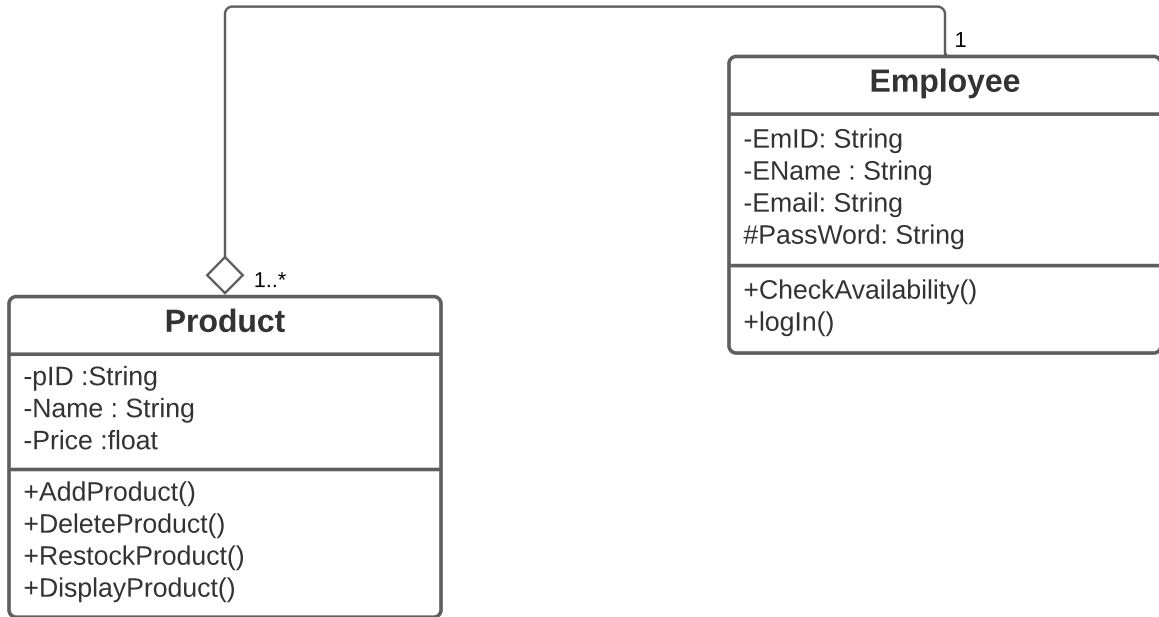 1
Employee
-EmID: String
-EName : String
-Email: String
#PassWord: String
+CheckAvailability()
+logIn()
1..*
Product
-pID :String
-Name : String
-Price :float
+AddProduct()
+DeleteProduct()
+RestockProduct()
+DisplayProduct()